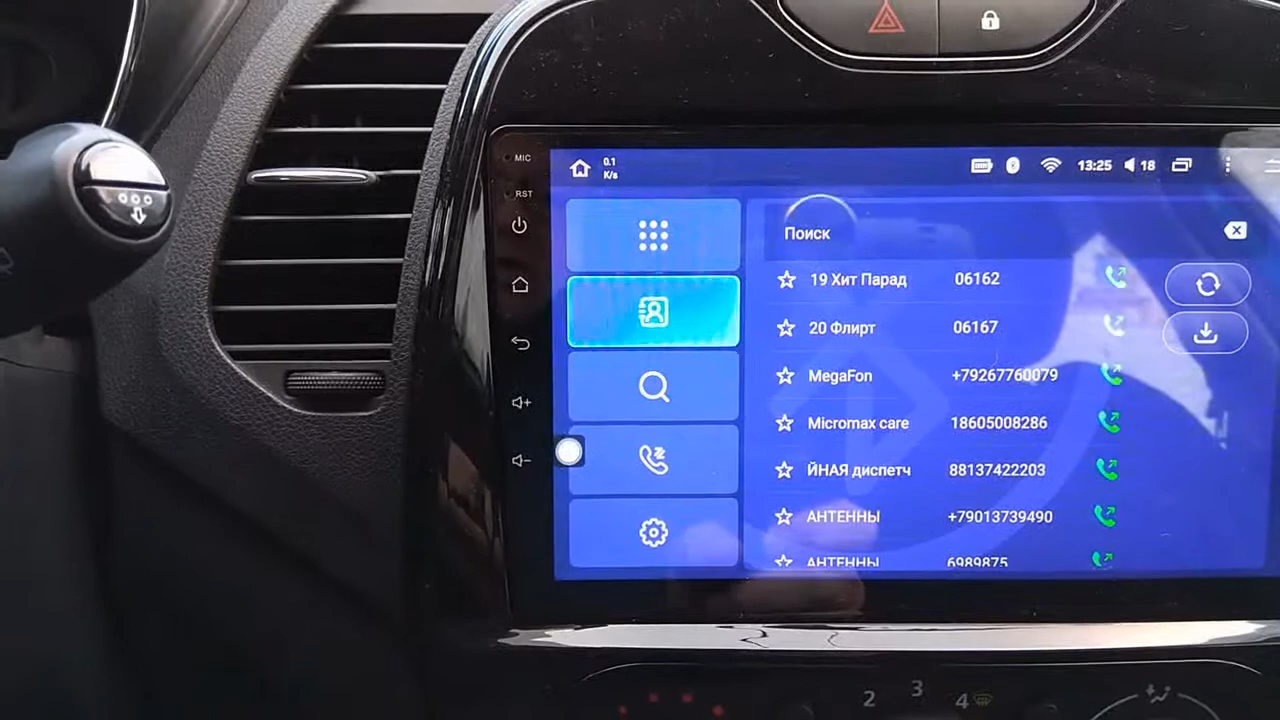 MIC
RST
0.1
K/s
13:25
18
Поиск
19 Хит Парад 06162
20 Флирт 06167
MegaFon +79267760079
Micromax care 18605008286
ЙНАЯ диспетч 88137422203
АНТЕННЫ +79013739490
АНТЕННЫ 6989875
2 3 4